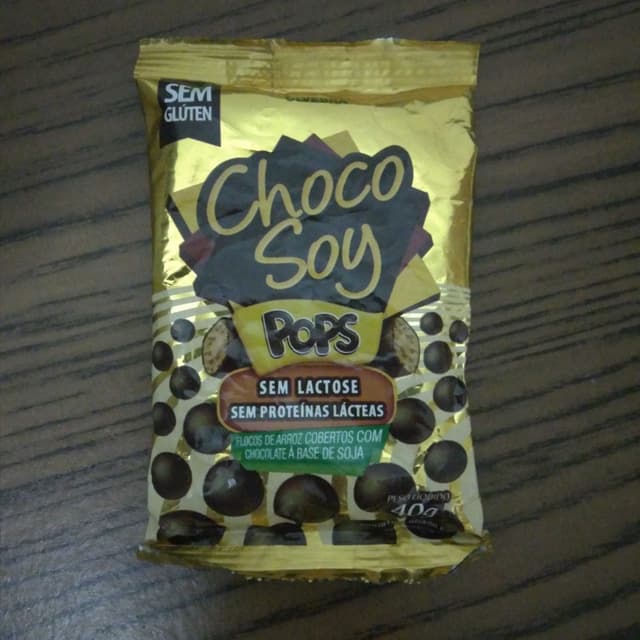 SEM
GLÚTEN
Choco
Soy
POPS
SEM LACTOSE
SEM PROTEÍNAS LÁCTEAS
FLOCOS DE ARROZ COBERTOS COM
CHOCOLATE À BASE DE SOJA
PESO LÍQUIDO
40g